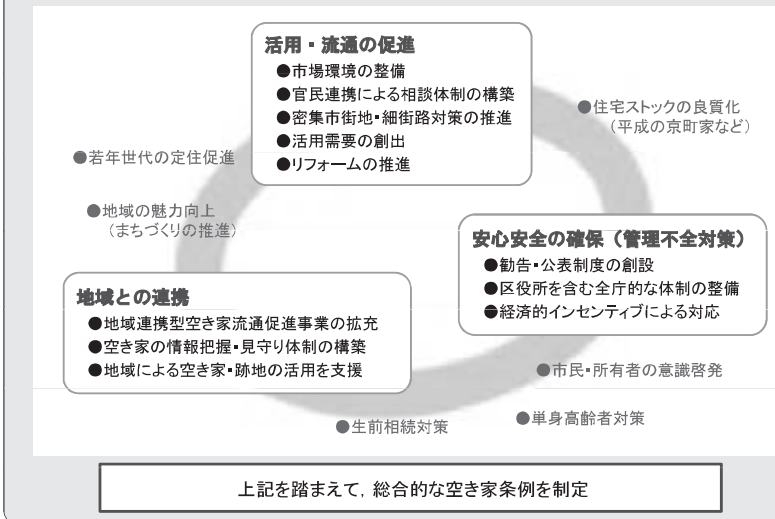 活用・流通の促進
●市場環境の整備
●官民連携による相談体制の構築
●密集市街地・細街路対策の推進
●活用需要の創出
●リフォームの推進
●住宅ストックの良質化
（平成の京町家など）
●若年世代の定住促進
●地域の魅力向上
（まちづくりの推進）
安心安全の確保（管理不全対策）
●勧告・公表制度の創設
●区役所を含む全庁的な体制の整備
●経済的インセンティブによる対応
地域との連携
●地域連携型空き家流通促進事業の拡充
●空き家の情報把握・見守り体制の構築
●地域による空き家・跡地の活用を支援
●市民・所有者の意識啓発
●単身高齢者対策
●生前相続対策
上記を踏まえて，総合的な空き家条例を制定